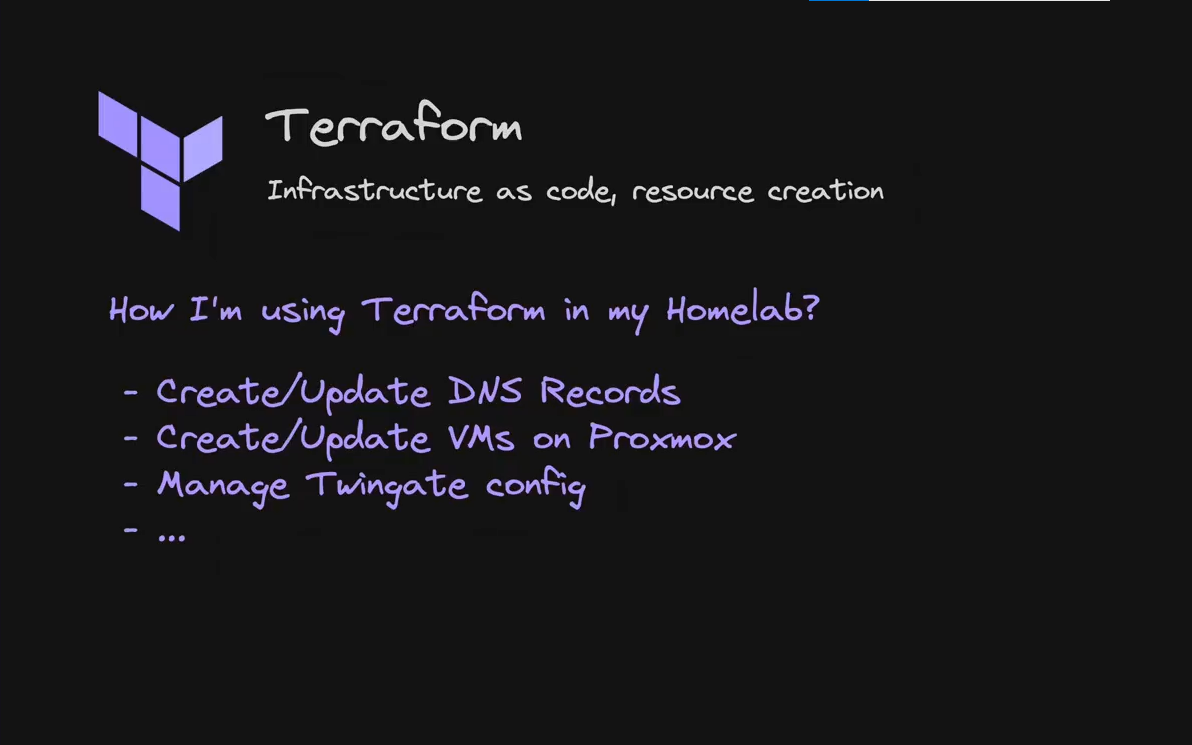 Terraform
Infrastructure as code, resource creation
How I'm using Terraform in my Homelab?
- Create/Update DNS Records
- Create/Update VMs on Proxmox
- Manage Twingate config
- ...